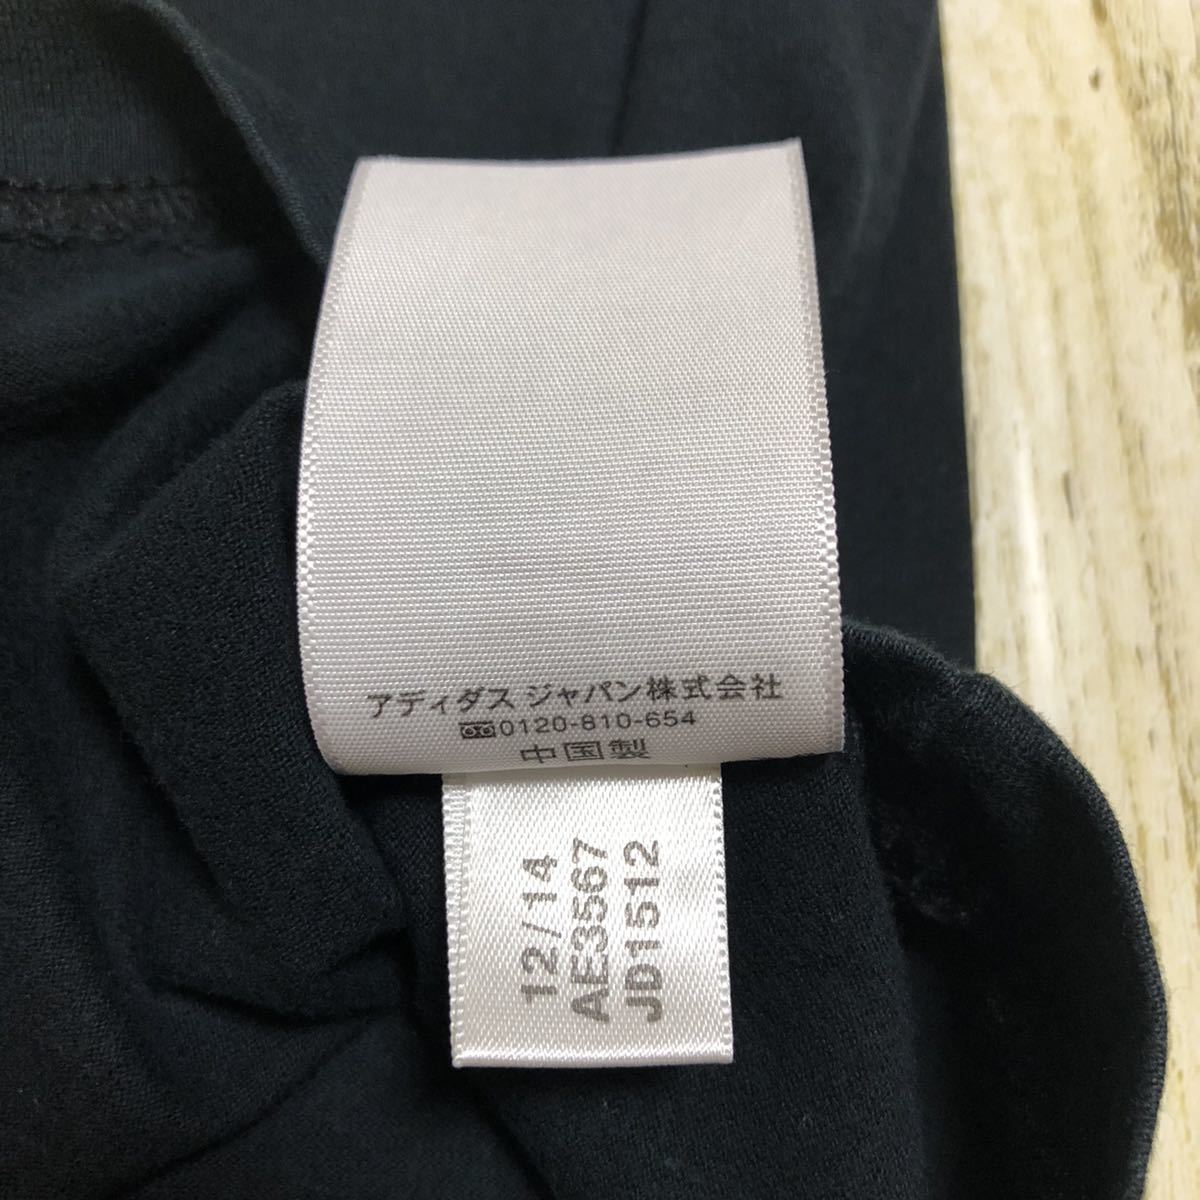 アディダス ジャパン株式会社
0120-810-654
中国製
12/14
AE3567
JD1512